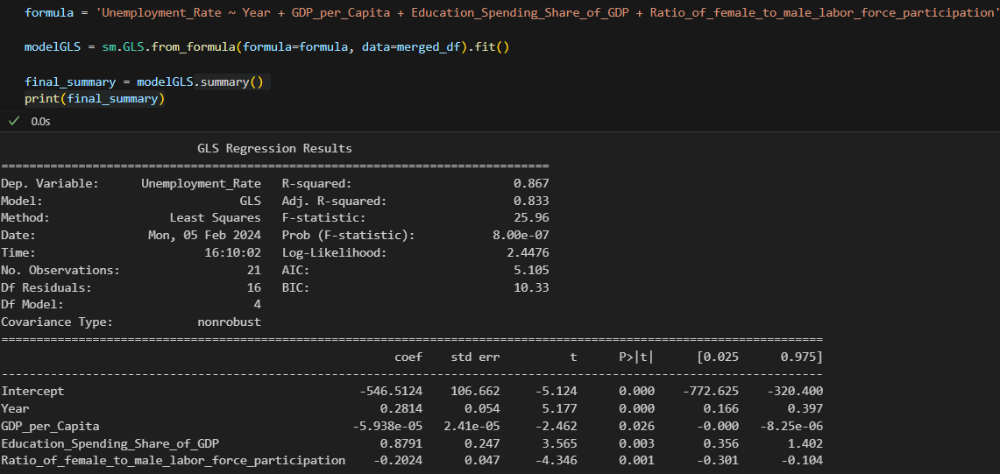 formula = 'Unemployment_Rate ~ Year + GDP_per_Capita + Education_Spending_Share_of_GDP + Ratio_of_female_to_male_labor_force_participation'
modelGLS = sm.GLS.from_formula(formula=formula, data=merged_df).fit()
final_summary = modelGLS.summary()
print(final_summary)
✓ 0.0s
GLS Regression Results
==============================================================================
Dep. Variable: Unemployment_Rate R-squared: 0.867
Model: GLS Adj. R-squared: 0.833
Method: Least Squares F-statistic: 25.96
Date: Mon, 05 Feb 2024 Prob (F-statistic): 8.00e-07
Time: 16:10:02 Log-Likelihood: 2.4476
No. Observations: 21 AIC: 5.105
Df Residuals: 16 BIC: 10.33
Df Model: 4
Covariance Type: nonrobust
=====================================================================================================================
coef std err t P>|t| [0.025 0.975]
---------------------------------------------------------------------------------------------------------------------
Intercept -546.5124 106.662 -5.124 0.000 -772.625 -320.400
Year 0.2814 0.054 5.177 0.000 0.166 0.397
GDP_per_Capita -5.938e-05 2.41e-05 -2.462 0.026 -0.000 -8.25e-06
Education_Spending_Share_of_GDP 0.8791 0.247 3.565 0.003 0.356 1.402
Ratio_of_female_to_male_labor_force_participation -0.2024 0.047 -4.346 0.001 -0.301 -0.104